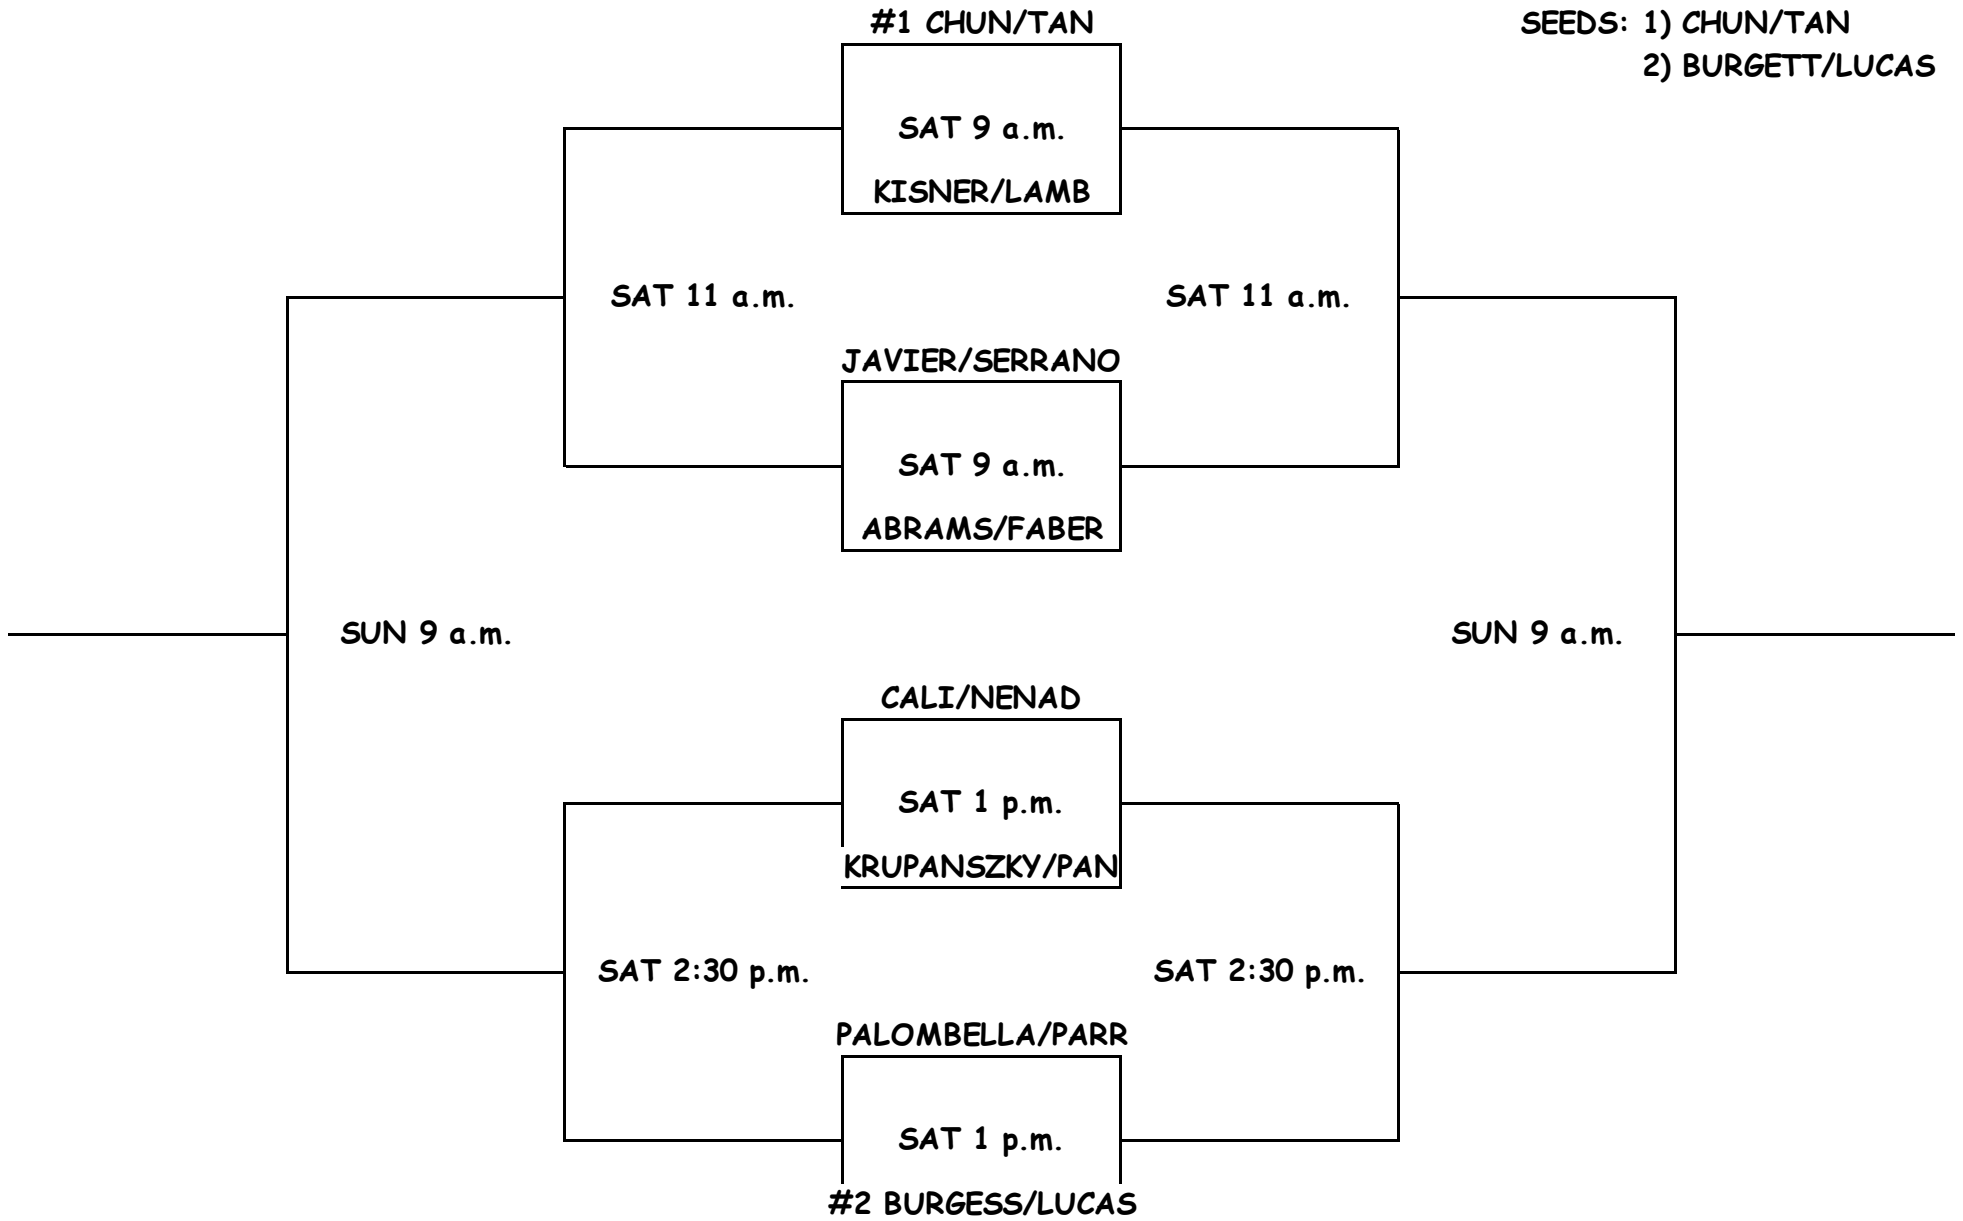 #1 CHUN/TAN
SEEDS: 1) CHUN/TAN
2) BURGETT/LUCAS
SAT 9 a.m.
KISNER/LAMB
SAT 11 a.m.
SAT 11 a.m.
JAVIER/SERRANO
SAT 9 a.m.
ABRAMS/FABER
SUN 9 a.m.
SUN 9 a.m.
CALI/NENAD
SAT 1 p.m.
KRUPANSZKY/PAN
SAT 2:30 p.m.
SAT 2:30 p.m.
PALOMBELLA/PARR
SAT 1 p.m.
#2 BURGESS/LUCAS